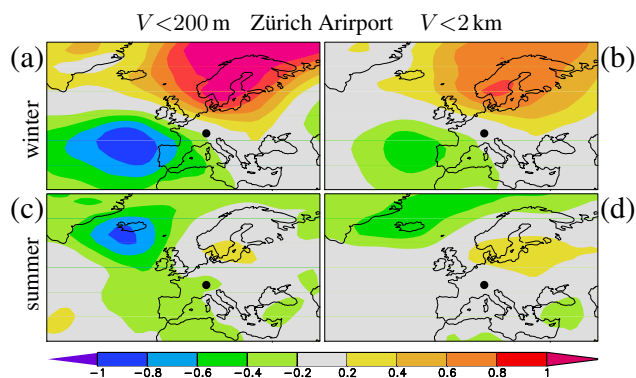 V<200 m Zürich Arirport V<2 km
(a) (b)
winter
(c) (d)
summer
−1 −0.8 −0.6 −0.4 −0.2 0.2 0.4 0.6 0.8 1